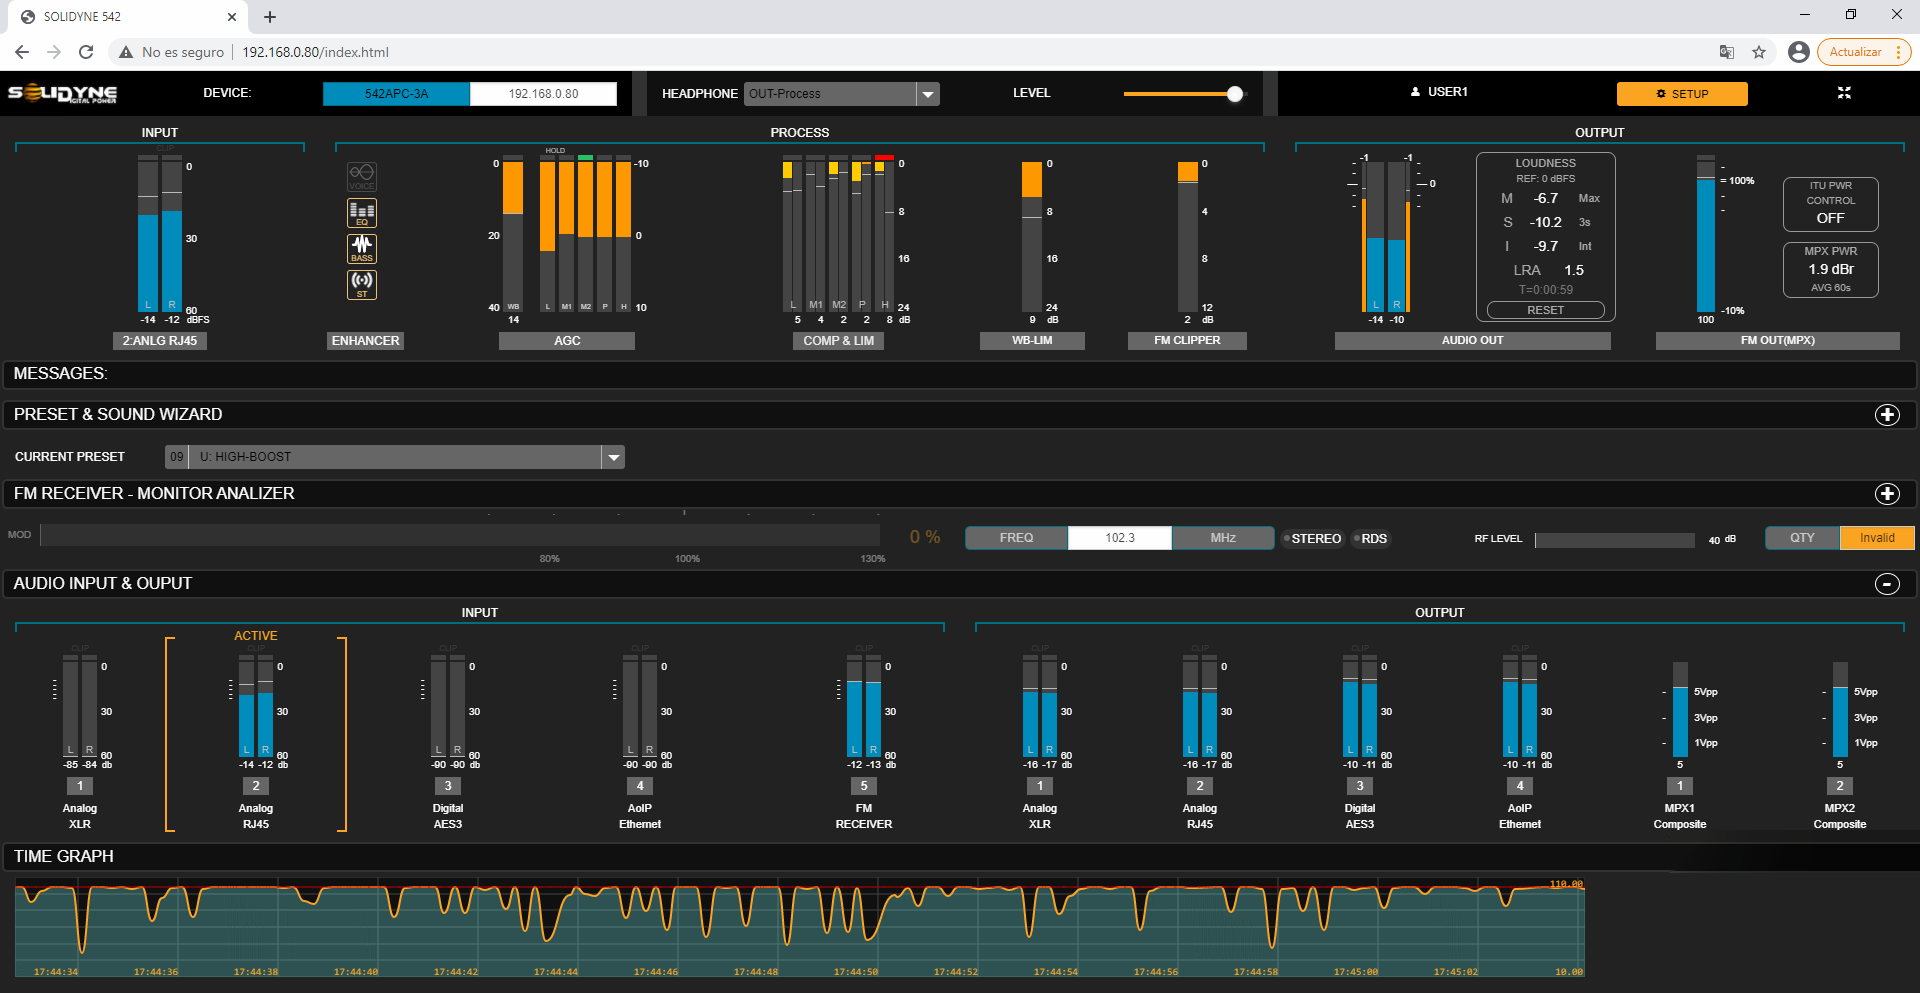 SOLIDYNE 542
No es seguro
192.168.0.80/index.html
Actualizar
SOLIDYNE
DIGITAL POWER
DEVICE:
542APC-3A
192.168.0.80
HEADPHONE
OUT-Process
LEVEL
USER1
SETUP
INPUT
PROCESS
OUTPUT
CLIP
0
30
60
L R
-14 -12 dBFS
2:ANLG RJ45
VOICE
EQ
BASS
ST
ENHANCER
HOLD
0 -10
20 0
40 10
WB L M1 M2 P H
14
AGC
0
8
16
24
L M1 M2 P H
5 4 2 2 8 dB
COMP & LIM
0
8
16
24
9 dB
WB-LIM
0
4
8
12
2 dB
FM CLIPPER
-1 -1
0
L R
-14 -10
AUDIO OUT
LOUDNESS
REF: 0 dBFS
M -6.7 Max
S -10.2 3s
I -9.7 Int
LRA 1.5
T=0:00:59
RESET
= 100%
-10%
100
FM OUT(MPX)
ITU PWR
CONTROL
OFF
MPX PWR
1.9 dBr
AVG 60s
MESSAGES:
PRESET & SOUND WIZARD
CURRENT PRESET
09 U: HIGH-BOOST
FM RECEIVER - MONITOR ANALIZER
MOD
80% 100% 130%
0 %
FREQ 102.3 MHz
STEREO RDS
RF LEVEL 40 dB
QTY Invalid
AUDIO INPUT & OUPUT
INPUT
OUTPUT
CLIP
0
30
60
L R
-85 -84 db
1
Analog
XLR
ACTIVE
CLIP
0
30
60
L R
-14 -12 db
2
Analog
RJ45
CLIP
0
30
60
L R
-90 -90 db
3
Digital
AES3
CLIP
0
30
60
L R
-90 -90 db
4
AoIP
Ethernet
CLIP
0
30
60
L R
-12 -13 db
5
FM
RECEIVER
CLIP
0
30
60
L R
-16 -17 db
1
Analog
XLR
CLIP
0
30
60
L R
-16 -17 db
2
Analog
RJ45
CLIP
0
30
60
L R
-10 -11 db
3
Digital
AES3
CLIP
0
30
60
L R
-10 -11 db
4
AoIP
Ethernet
5Vpp
3Vpp
1Vpp
5
1
MPX1
Composite
5Vpp
3Vpp
1Vpp
5
2
MPX2
Composite
TIME GRAPH
110.00
17:44:34 17:44:36 17:44:38 17:44:40 17:44:42 17:44:44 17:44:46 17:44:48 17:44:50 17:44:52 17:44:54 17:44:56 17:44:58 17:45:00 17:45:02 10.00